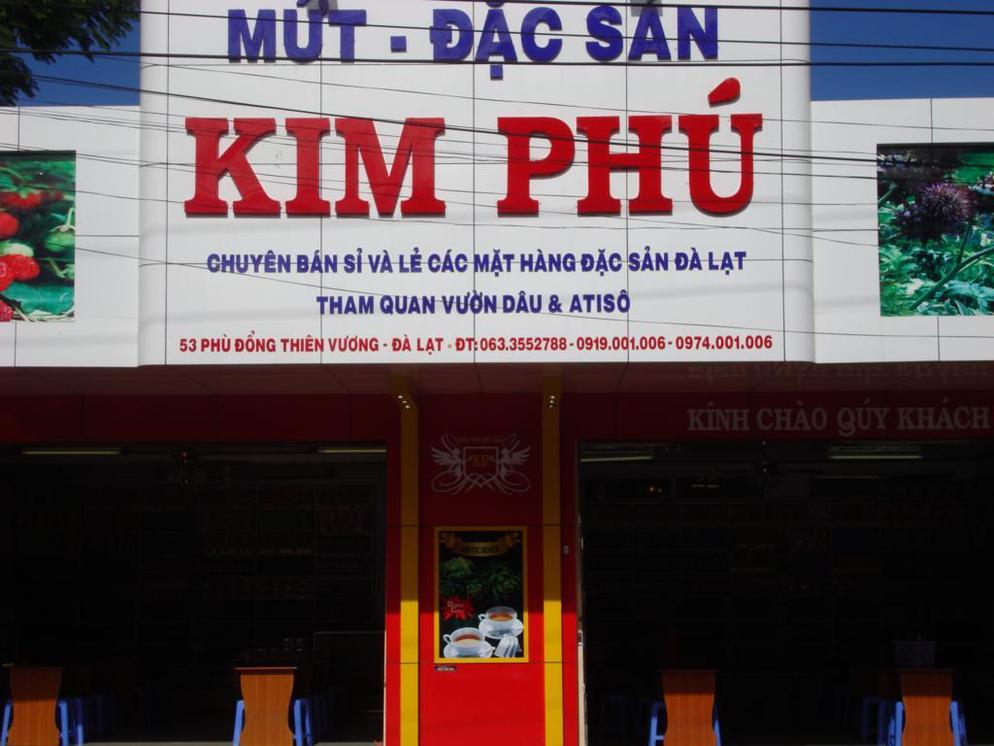 MỨT - ĐẶC SẢN
KIM PHÚ
CHUYÊN BÁN SỈ VÀ LẺ CÁC MẶT HÀNG ĐẶC SẢN ĐÀ LẠT
THAM QUAN VƯỜN DÂU & ATISÔ
53 PHÙ ĐỔNG THIÊN VƯƠNG - ĐÀ LẠT - ĐT: 063.3552788 - 0919.001.006 - 0974.001.006
KÍNH CHÀO QÚY KHÁCH
KP
ARTICHOKE